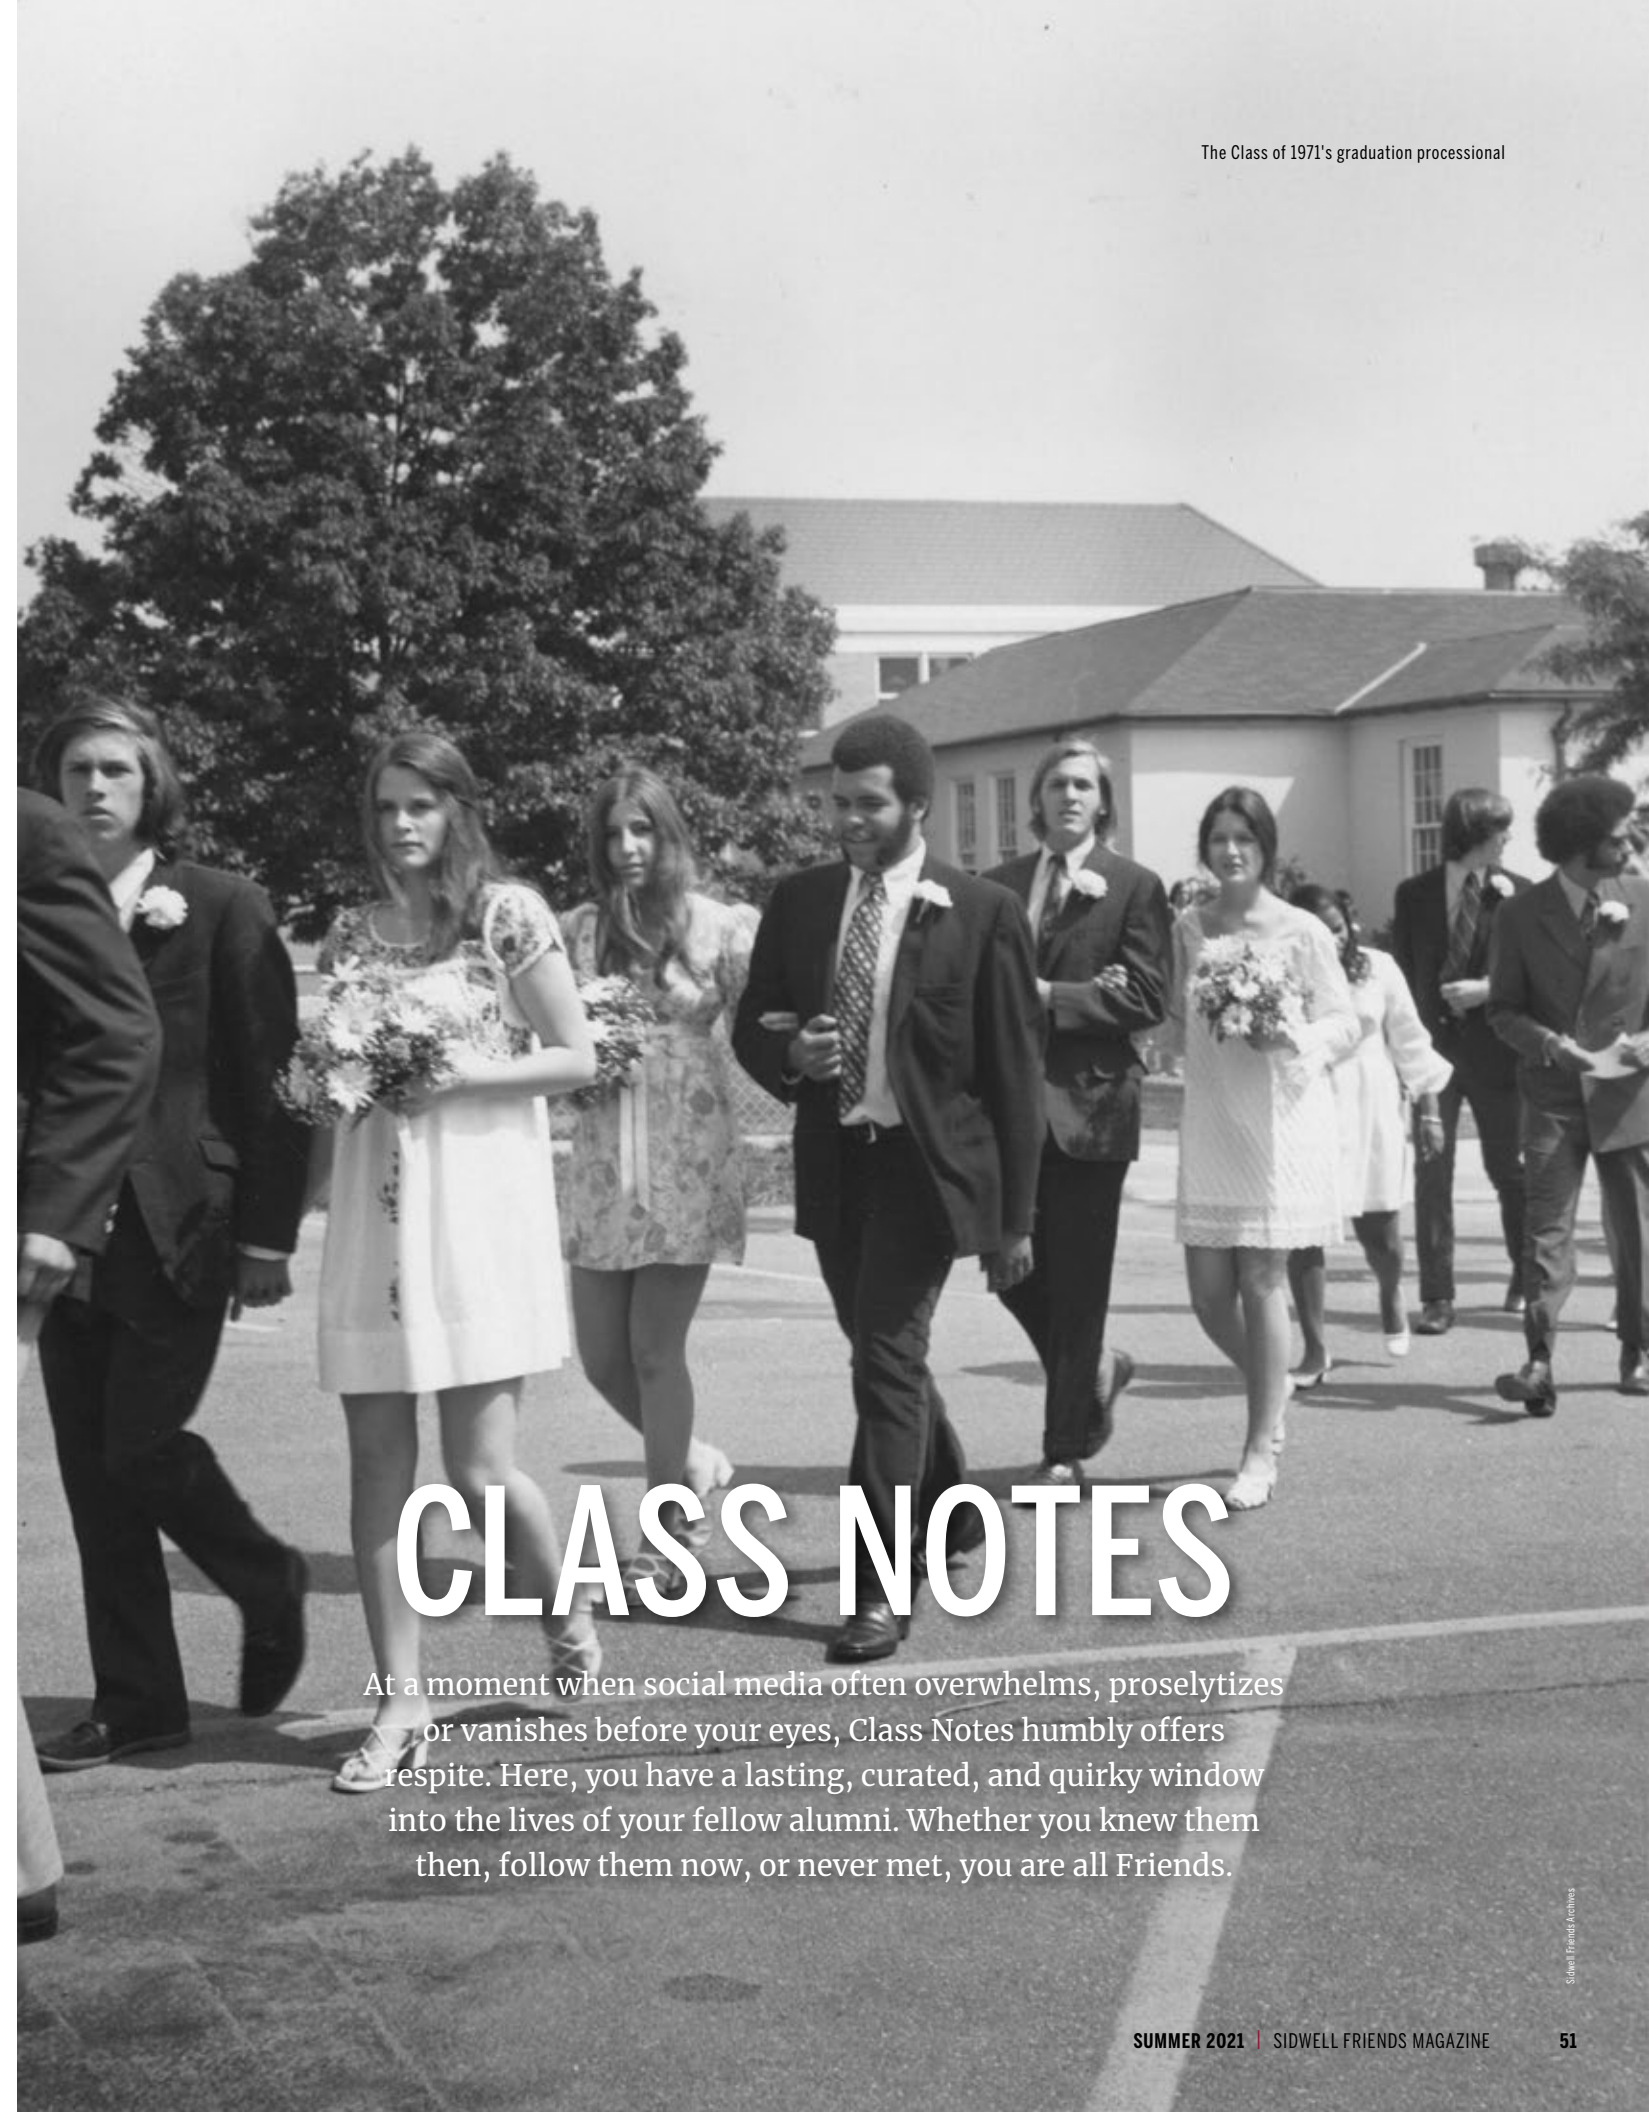 The Class of 1971's graduation processional
CLASS NOTES
At a moment when social media often overwhelms, proselytizes
or vanishes before your eyes, Class Notes humbly offers
respite. Here, you have a lasting, curated, and quirky window
into the lives of your fellow alumni. Whether you knew them
then, follow them now, or never met, you are all Friends.
Sidwell Friends Archives
SUMMER 2021 | SIDWELL FRIENDS MAGAZINE 51